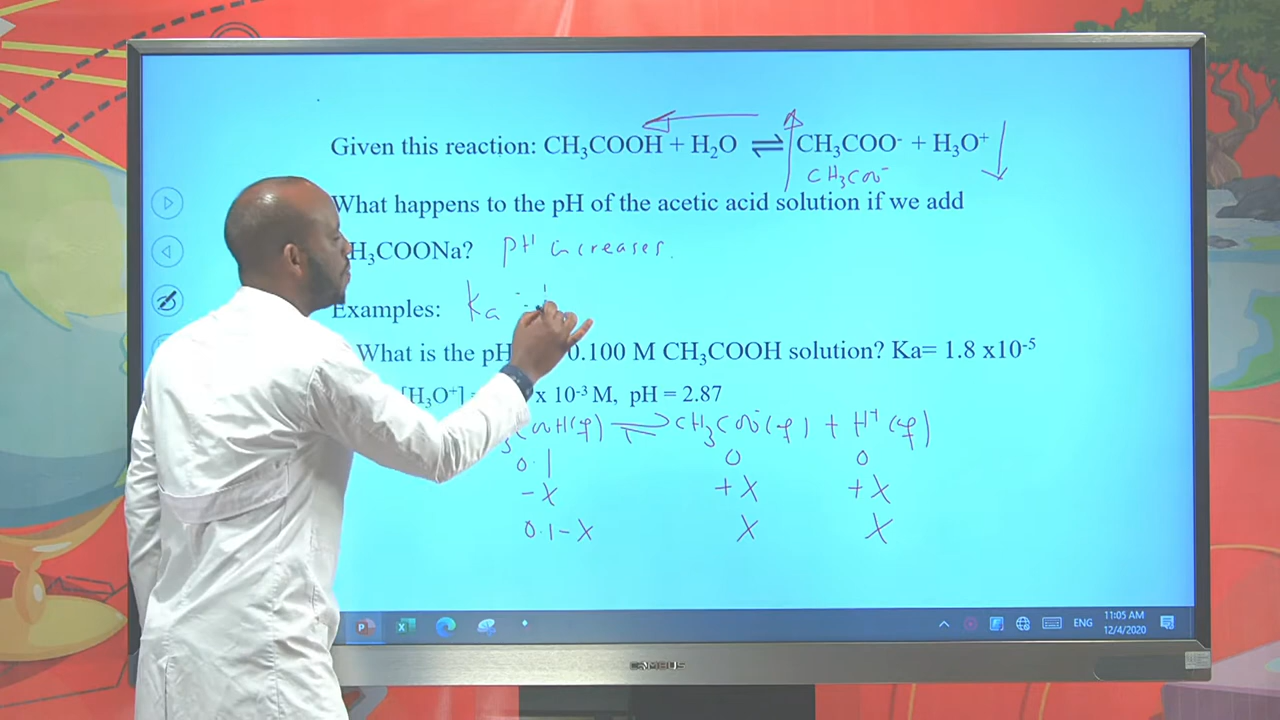 Given this reaction: CH₃COOH + H₂O ⇌ CH₃COO⁻ + H₃O⁺
CH₃COO⁻
What happens to the pH of the acetic acid solution if we add
H₃COONa? pH increases.
Examples: Ka
What is the pH 0.100 M CH₃COOH solution? Ka= 1.8 x10⁻⁵
[H₃O⁺] x 10⁻³ M, pH = 2.87
⇌ CH₃COO⁻ + H⁺
0.1 0 0
-X +X +X
0.1-X X X
ENG
11:05 AM
12/4/2020